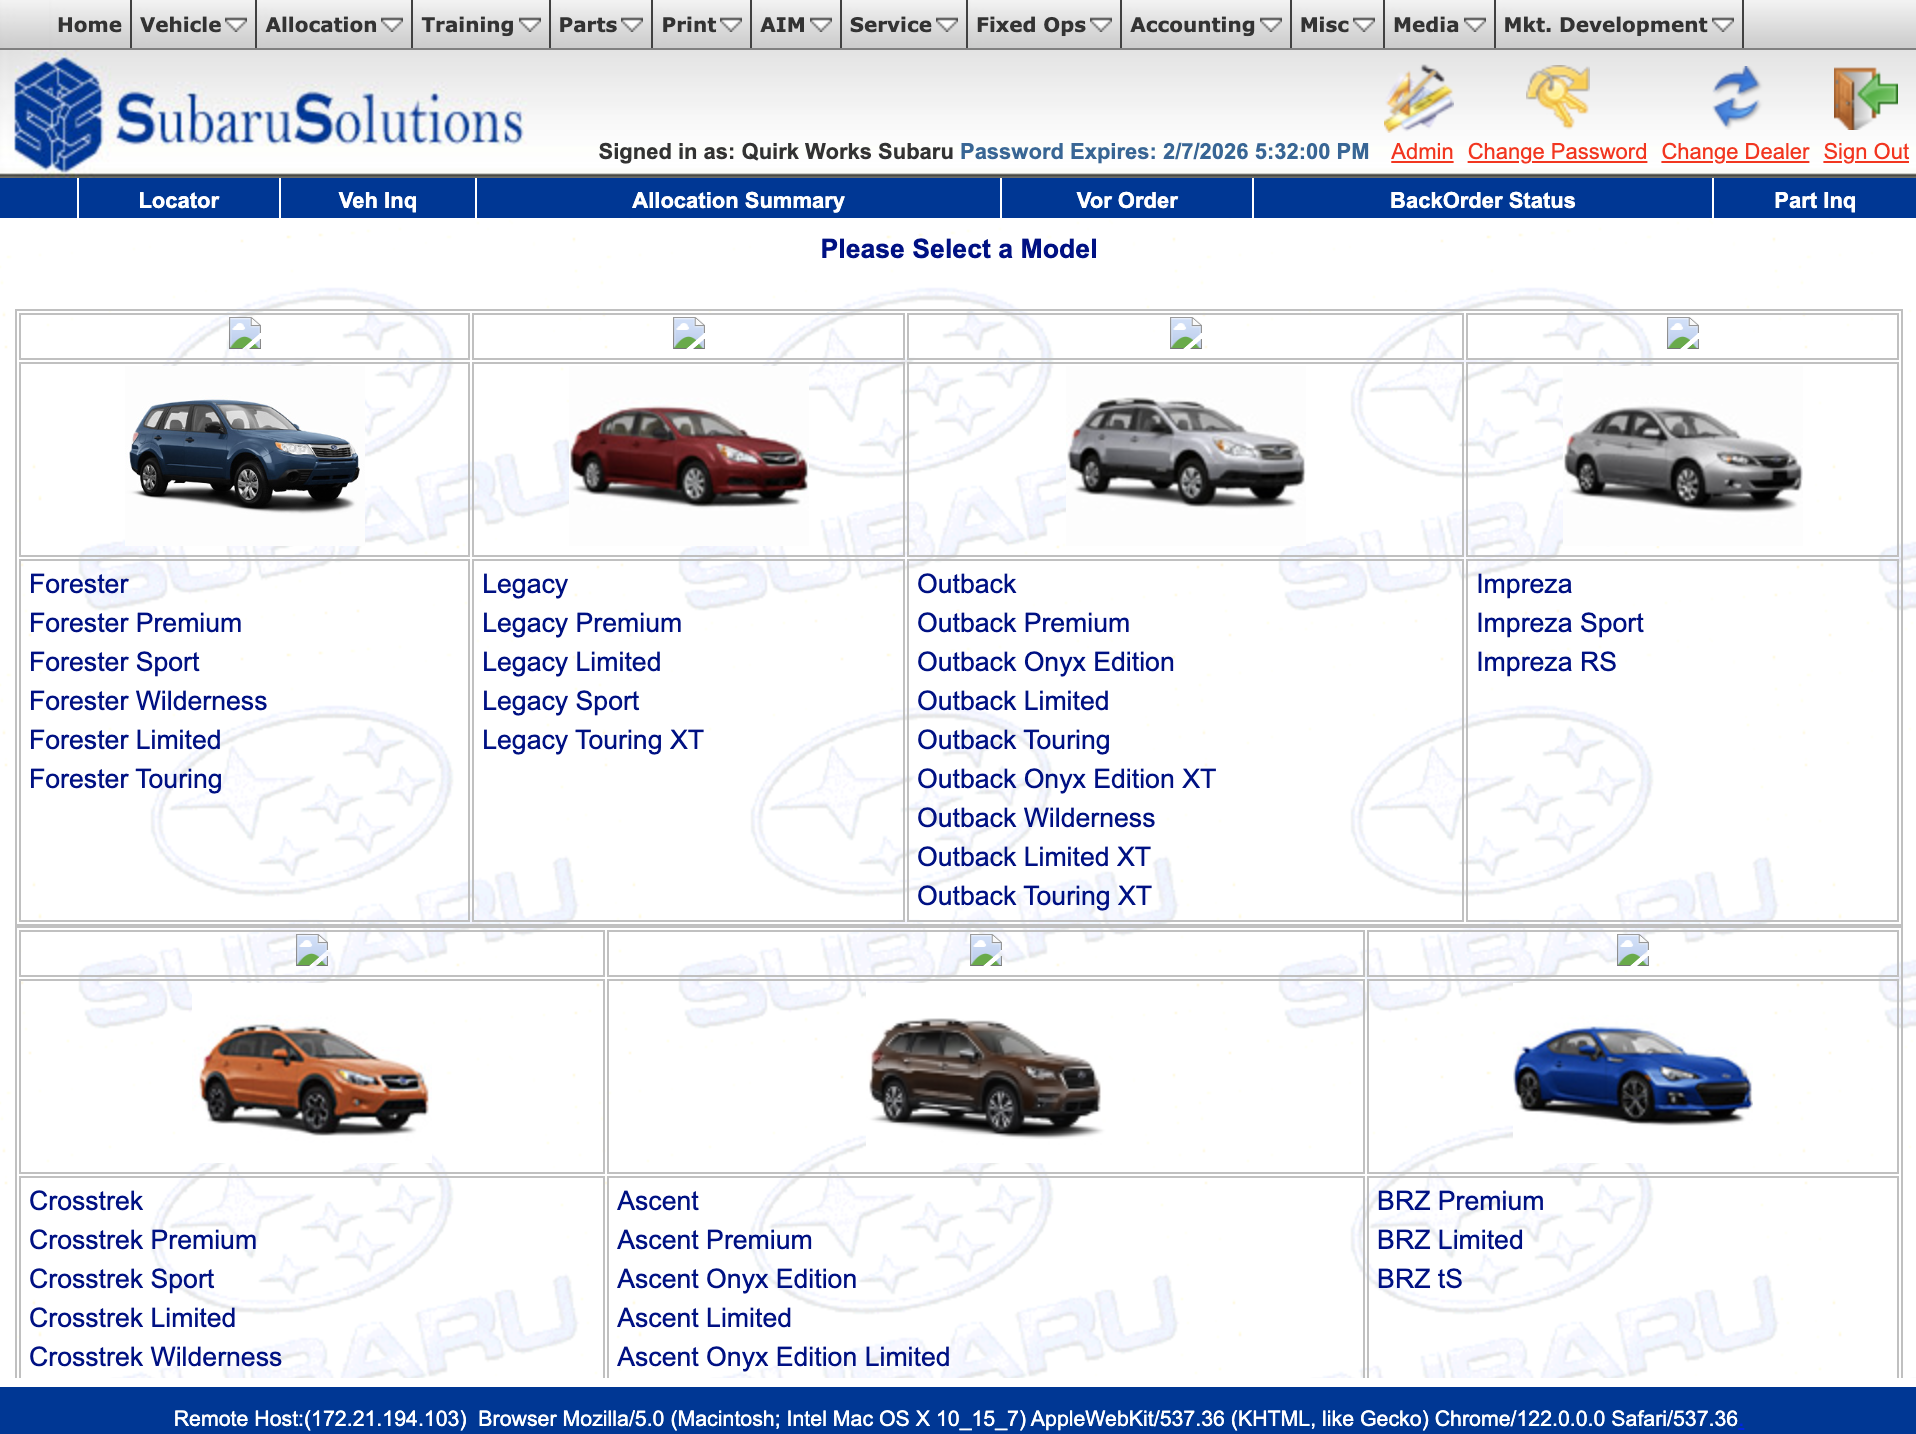 Home Vehicle Allocation Training Parts Print AIM Service Fixed Ops Accounting Misc Media Mkt. Development
SubaruSolutions
Signed in as: Quirk Works Subaru Password Expires: 2/7/2026 5:32:00 PM Admin Change Password Change Dealer Sign Out
Locator Veh Inq Allocation Summary Vor Order BackOrder Status Part Inq
Please Select a Model
Forester
Forester Premium
Forester Sport
Forester Wilderness
Forester Limited
Forester Touring
Legacy
Legacy Premium
Legacy Limited
Legacy Sport
Legacy Touring XT
Outback
Outback Premium
Outback Onyx Edition
Outback Limited
Outback Touring
Outback Onyx Edition XT
Outback Wilderness
Outback Limited XT
Outback Touring XT
Impreza
Impreza Sport
Impreza RS
Crosstrek
Crosstrek Premium
Crosstrek Sport
Crosstrek Limited
Crosstrek Wilderness
Ascent
Ascent Premium
Ascent Onyx Edition
Ascent Limited
Ascent Onyx Edition Limited
BRZ Premium
BRZ Limited
BRZ tS
SUBARU
Remote Host:(172.21.194.103) Browser Mozilla/5.0 (Macintosh; Intel Mac OS X 10_15_7) AppleWebKit/537.36 (KHTML, like Gecko) Chrome/122.0.0.0 Safari/537.36